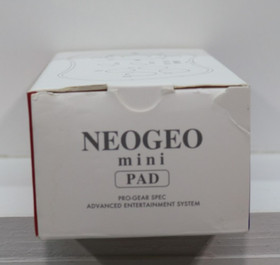 NEOGEO
mini
PAD
PRO-GEAR SPEC
ADVANCED ENTERTAINMENT SYSTEM